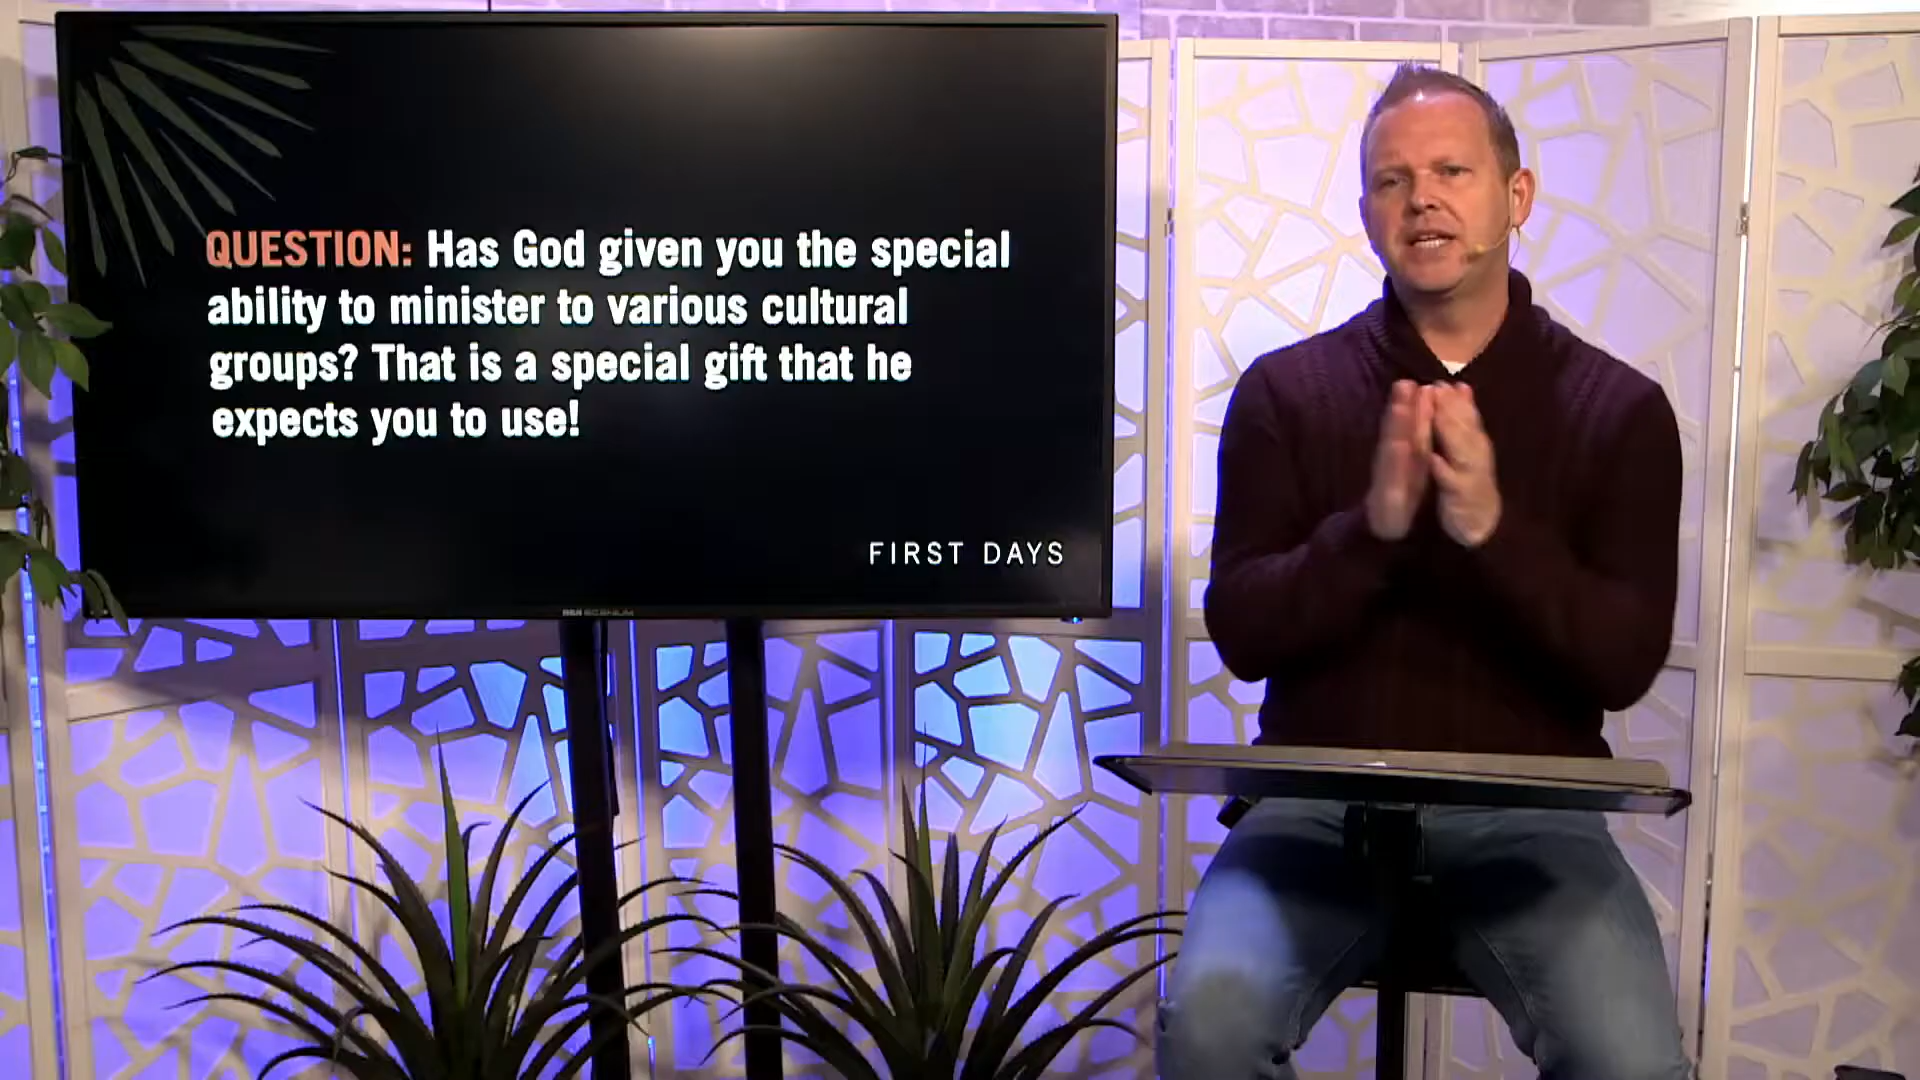 QUESTION: Has God given you the special
ability to minister to various cultural
groups? That is a special gift that he
expects you to use!
FIRST DAYS